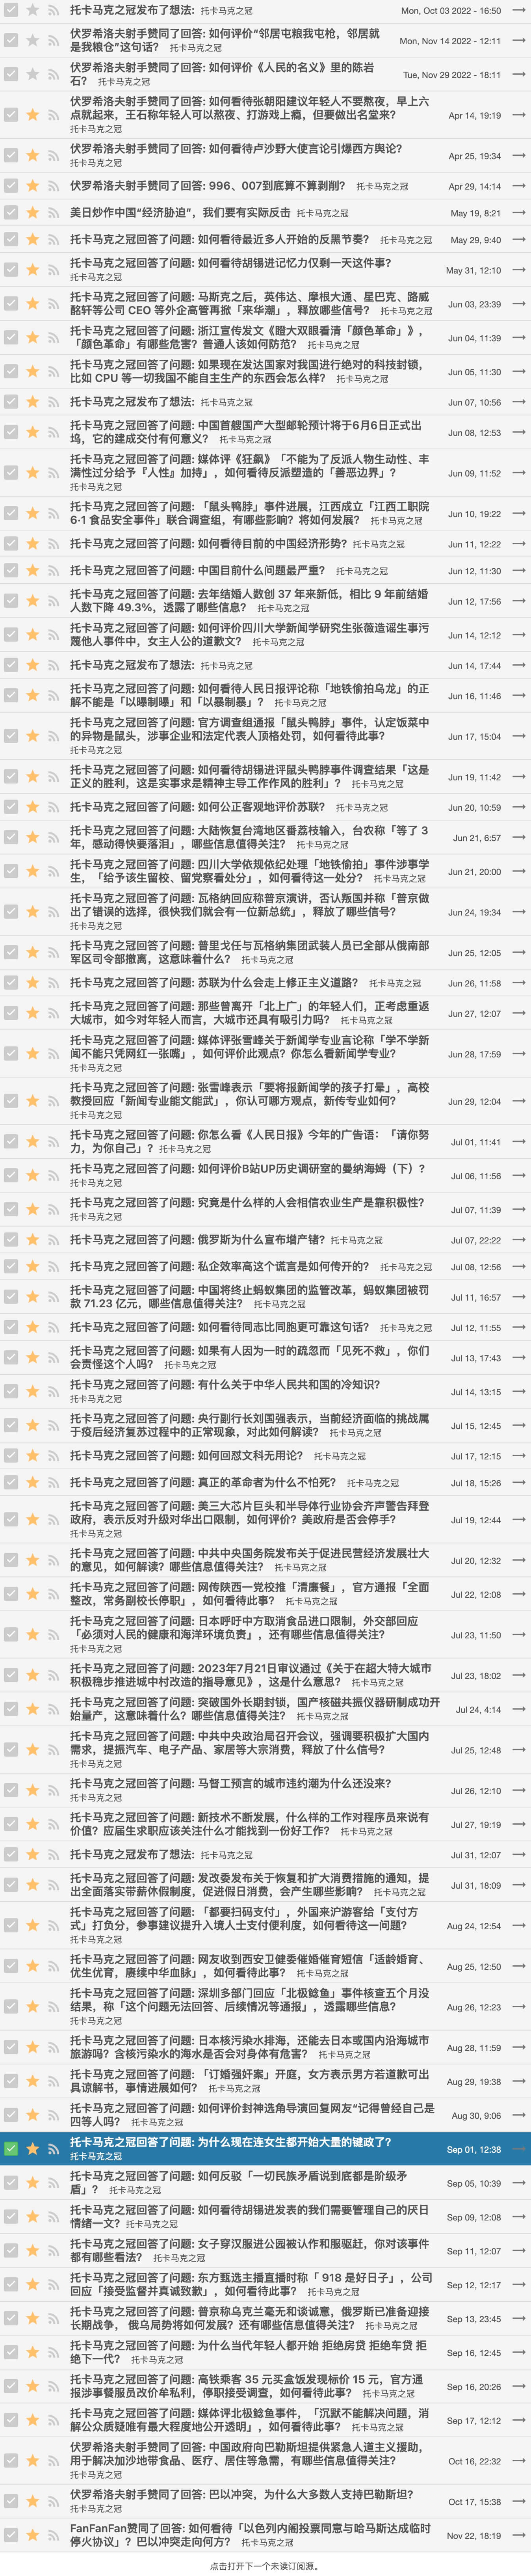 托卡马克之冠发布了想法: 托卡马克之冠 Mon, Oct 03 2022 - 16:50
伏罗希洛夫射手赞同了回答: 如何评价“邻居屯粮我屯枪，邻居就
是我粮仓”这句话? 托卡马克之冠 Mon, Nov 14 2022 - 12:11
伏罗希洛夫射手赞同了回答: 如何评价《人民的名义》里的陈岩
石? 托卡马克之冠 Tue, Nov 29 2022 - 18:11
伏罗希洛夫射手赞同了回答: 如何看待张朝阳建议年轻人不要熬夜，早上六
点就起来，王石称年轻人可以熬夜、打游戏上瘾，但要做出名堂来?
托卡马克之冠 Apr 14, 19:19
伏罗希洛夫射手赞同了回答: 如何看待卢沙野大使言论引爆西方舆论?
托卡马克之冠 Apr 25, 19:34
伏罗希洛夫射手赞同了回答: 996、007到底算不算剥削? 托卡马克之冠 Apr 29, 14:14
美日炒作中国“经济胁迫”，我们要有实际反击 托卡马克之冠 May 19, 8:21
托卡马克之冠回答了问题: 如何看待最近多人开始的反黑节奏? 托卡马克之冠 May 29, 9:40
托卡马克之冠回答了问题: 如何看待胡锡进记忆力仅剩一天这件事?
托卡马克之冠 May 31, 12:10
托卡马克之冠回答了问题: 马斯克之后，英伟达、摩根大通、星巴克、路威
酩轩等公司 CEO 等外企高管再掀「来华潮」，释放哪些信号? 托卡马克之冠 Jun 03, 23:39
托卡马克之冠回答了问题: 浙江宣传发文《瞪大双眼看清「颜色革命」》，
「颜色革命」有哪些危害? 普通人该如何防范? 托卡马克之冠 Jun 04, 11:39
托卡马克之冠回答了问题: 如果现在发达国家对我国进行绝对的科技封锁，
比如 CPU 等一切我国不能自主生产的东西会怎么样? 托卡马克之冠 Jun 05, 11:30
托卡马克之冠发布了想法: 托卡马克之冠 Jun 07, 10:56
托卡马克之冠回答了问题: 中国首艘国产大型邮轮预计将于6月6日正式出
坞，它的建成交付有何意义? 托卡马克之冠 Jun 08, 12:53
托卡马克之冠回答了问题: 媒体评《狂飙》「不能为了反派人物生动性、丰
满性过分给予『人性』加持」，如何看待反派塑造的「善恶边界」?
托卡马克之冠 Jun 09, 11:52
托卡马克之冠回答了问题: 「鼠头鸭脖」事件进展，江西成立「江西工职院
6·1 食品安全事件」联合调查组，有哪些影响? 将如何发展? 托卡马克之冠 Jun 10, 19:22
托卡马克之冠回答了问题: 如何看待目前的中国经济形势? 托卡马克之冠 Jun 11, 12:22
托卡马克之冠回答了问题: 中国目前什么问题最严重? 托卡马克之冠 Jun 12, 11:30
托卡马克之冠回答了问题: 去年结婚人数创 37 年来新低，相比 9 年前结婚
人数下降 49.3%，透露了哪些信息? 托卡马克之冠 Jun 12, 17:56
托卡马克之冠回答了问题: 如何评价四川大学新闻学研究生张薇造谣生事污
蔑他人事件中，女主人公的道歉文? 托卡马克之冠 Jun 14, 12:12
托卡马克之冠发布了想法: 托卡马克之冠 Jun 14, 17:44
托卡马克之冠回答了问题: 如何看待人民日报评论称「地铁偷拍乌龙」的正
解不能是「以曝制曝」和「以暴制暴」? 托卡马克之冠 Jun 16, 11:46
托卡马克之冠回答了问题: 官方调查组通报「鼠头鸭脖」事件，认定饭菜中
的异物是鼠头，涉事企业和法定代表人顶格处罚，如何看待此事?
托卡马克之冠 Jun 17, 15:04
托卡马克之冠回答了问题: 如何看待胡锡进评鼠头鸭脖事件调查结果「这是
正义的胜利，这是实事求是精神主导工作作风的胜利」? 托卡马克之冠 Jun 19, 11:42
托卡马克之冠回答了问题: 如何公正客观地评价苏联? 托卡马克之冠 Jun 20, 10:59
托卡马克之冠回答了问题: 大陆恢复台湾地区番荔枝输入，台农称「等了 3
年，感动得快要落泪」，哪些信息值得关注? 托卡马克之冠 Jun 21, 6:57
托卡马克之冠回答了问题: 四川大学依规依纪处理「地铁偷拍」事件涉事学
生，「给予该生留校、留党察看处分」，如何看待这一处分? 托卡马克之冠 Jun 21, 20:00
托卡马克之冠回答了问题: 瓦格纳回应称普京演讲，否认叛国并称「普京做
出了错误的选择，很快我们就会有一位新总统」，释放了哪些信号?
托卡马克之冠 Jun 24, 19:34
托卡马克之冠回答了问题: 普里戈任与瓦格纳集团武装人员已全部从俄南部
军区司令部撤离，这意味着什么? 托卡马克之冠 Jun 25, 12:05
托卡马克之冠回答了问题: 苏联为什么会走上修正主义道路? 托卡马克之冠 Jun 26, 11:58
托卡马克之冠回答了问题: 那些曾离开「北上广」的年轻人们，正考虑重返
大城市，如今对年轻人而言，大城市还具有吸引力吗? 托卡马克之冠 Jun 27, 12:07
托卡马克之冠回答了问题: 媒体评张雪峰关于新闻学专业言论称「学不学新
闻不能只凭网红一张嘴」，如何评价此观点? 你怎么看新闻学专业?
托卡马克之冠 Jun 28, 17:59
托卡马克之冠回答了问题: 张雪峰表示「要将报新闻学的孩子打晕」，高校
教授回应「新闻专业能文能武」，你认可哪方观点，新传专业如何?
托卡马克之冠 Jun 29, 12:04
托卡马克之冠回答了问题: 你怎么看《人民日报》今年的广告语：「请你努
力，为你自己」? 托卡马克之冠 Jul 01, 11:41
托卡马克之冠回答了问题: 如何评价B站UP历史调研室的曼纳海姆（下）?
托卡马克之冠 Jul 06, 11:56
托卡马克之冠回答了问题: 究竟是什么样的人会相信农业生产是靠积极性?
托卡马克之冠 Jul 07, 11:39
托卡马克之冠回答了问题: 俄罗斯为什么宣布增产锗? 托卡马克之冠 Jul 07, 22:22
托卡马克之冠回答了问题: 私企效率高这个谎言是如何传开的? 托卡马克之冠 Jul 08, 12:56
托卡马克之冠回答了问题: 中国将终止蚂蚁集团的监管改革，蚂蚁集团被罚
款 71.23 亿元，哪些信息值得关注? 托卡马克之冠 Jul 11, 16:57
托卡马克之冠回答了问题: 如何看待同志比同胞更可靠这句话? 托卡马克之冠 Jul 12, 11:55
托卡马克之冠回答了问题: 如果有人因为一时的疏忽而「见死不救」，你们
会责怪这个人吗? 托卡马克之冠 Jul 13, 17:43
托卡马克之冠回答了问题: 有什么关于中华人民共和国的冷知识?
托卡马克之冠 Jul 14, 13:15
托卡马克之冠回答了问题: 央行副行长刘国强表示，当前经济面临的挑战属
于疫后经济复苏过程中的正常现象，对此如何解读? 托卡马克之冠 Jul 15, 12:45
托卡马克之冠回答了问题: 如何回怼文科无用论? 托卡马克之冠 Jul 17, 12:15
托卡马克之冠回答了问题: 真正的革命者为什么不怕死? 托卡马克之冠 Jul 18, 15:26
托卡马克之冠回答了问题: 美三大芯片巨头和半导体行业协会齐声警告拜登
政府，表示反对升级对华出口限制，如何评价? 美政府是否会停手?
托卡马克之冠 Jul 19, 12:44
托卡马克之冠回答了问题: 中共中央国务院发布关于促进民营经济发展壮大
的意见，如何解读? 哪些信息值得关注? 托卡马克之冠 Jul 20, 12:32
托卡马克之冠回答了问题: 网传陕西一党校推「清廉餐」，官方通报「全面
整改，常务副校长停职」，如何看待此事? 托卡马克之冠 Jul 22, 12:08
托卡马克之冠回答了问题: 日本呼吁中方取消食品进口限制，外交部回应
「必须对人民的健康和海洋环境负责」，还有哪些信息值得关注?
托卡马克之冠 Jul 23, 11:50
托卡马克之冠回答了问题: 2023年7月21日审议通过《关于在超大特大城市
积极稳步推进城中村改造的指导意见》，这是什么意思? 托卡马克之冠 Jul 23, 18:02
托卡马克之冠回答了问题: 突破国外长期封锁，国产核磁共振仪器研制成功开
始量产，这意味着什么? 哪些信息值得关注? 托卡马克之冠 Jul 24, 4:14
托卡马克之冠回答了问题: 中共中央政治局召开会议，强调要积极扩大国内
需求，提振汽车、电子产品、家居等大宗消费，释放了什么信号?
托卡马克之冠 Jul 25, 12:48
托卡马克之冠回答了问题: 马督工预言的城市违约潮为什么还没来?
托卡马克之冠 Jul 26, 12:10
托卡马克之冠回答了问题: 新技术不断发展，什么样的工作对程序员来说有
价值? 应届生求职应该关注什么才能找到一份好工作? 托卡马克之冠 Jul 27, 19:19
托卡马克之冠发布了想法: 托卡马克之冠 Jul 31, 12:07
托卡马克之冠回答了问题: 发改委发布关于恢复和扩大消费措施的通知，提
出全面落实带薪休假制度，促进假日消费，会产生哪些影响? 托卡马克之冠 Jul 31, 18:09
托卡马克之冠回答了问题: 「都要扫码支付」，外国来沪游客给「支付方
式」打负分，参事建议提升入境人士支付便利度，如何看待这一问题?
托卡马克之冠 Aug 24, 12:54
托卡马克之冠回答了问题: 网友收到西安卫健委催婚催育短信「适龄婚育、
优生优育，赓续中华血脉」，如何看待此事? 托卡马克之冠 Aug 25, 12:50
托卡马克之冠回答了问题: 深圳多部门回应「北极鲶鱼」事件核查五个月没
结果，称「这个问题无法回答、后续情况等通报」，透露哪些信息?
托卡马克之冠 Aug 26, 12:23
托卡马克之冠回答了问题: 日本核污染水排海，还能去日本或国内沿海城市
旅游吗? 含核污染水的海水是否会对身体有危害? 托卡马克之冠 Aug 28, 11:59
托卡马克之冠回答了问题: 「订婚强奸案」开庭，女方表示男方若道歉可出
具谅解书，事情进展如何? 托卡马克之冠 Aug 29, 19:38
托卡马克之冠回答了问题: 如何评价封神选角导演回复网友“记得曾经自己是
四等人吗? 托卡马克之冠 Aug 30, 9:06
托卡马克之冠回答了问题: 为什么现在连女生都开始大量的键政了?
托卡马克之冠 Sep 01, 12:38
托卡马克之冠回答了问题: 如何反驳「一切民族矛盾说到底都是阶级矛
盾」? 托卡马克之冠 Sep 05, 10:39
托卡马克之冠回答了问题: 如何看待胡锡进发表的我们需要管理自己的厌日
情绪一文? 托卡马克之冠 Sep 09, 12:08
托卡马克之冠回答了问题: 女子穿汉服进公园被认作和服驱赶，你对该事件
都有哪些看法? 托卡马克之冠 Sep 11, 12:07
托卡马克之冠回答了问题: 东方甄选主播直播时称「 918 是好日子」，公司
回应「接受监督并真诚致歉」，如何看待此事? 托卡马克之冠 Sep 12, 12:17
托卡马克之冠回答了问题: 普京称乌克兰毫无和谈诚意，俄罗斯已准备迎接
长期战争， 俄乌局势将如何发展? 还有哪些信息值得关注? 托卡马克之冠 Sep 13, 23:45
托卡马克之冠回答了问题: 为什么当代年轻人都开始 拒绝房贷 拒绝车贷 拒
绝下一代? 托卡马克之冠 Sep 16, 12:45
托卡马克之冠回答了问题: 高铁乘客 35 元买盒饭发现标价 15 元，官方通
报涉事餐服员改价牟私利，停职接受调查，如何看待此事? 托卡马克之冠 Sep 16, 20:26
托卡马克之冠回答了问题: 媒体评北极鲶鱼事件，「沉默不能解决问题，消
解公众质疑唯有最大程度地公开透明」，如何看待此事? 托卡马克之冠 Sep 17, 12:12
伏罗希洛夫射手赞同了回答: 中国政府向巴勒斯坦提供紧急人道主义援助，
用于解决加沙地带食品、医疗、居住等急需，有哪些信息值得关注?
托卡马克之冠 Oct 16, 22:32
伏罗希洛夫射手赞同了回答: 巴以冲突，为什么大多数人支持巴勒斯坦?
托卡马克之冠 Oct 17, 15:38
FanFanFan赞同了回答: 如何看待「以色列内阁投票同意与哈马斯达成临时
停火协议」? 巴以冲突走向何方? 托卡马克之冠 Nov 22, 18:19
点击打开下一个未读订阅源。